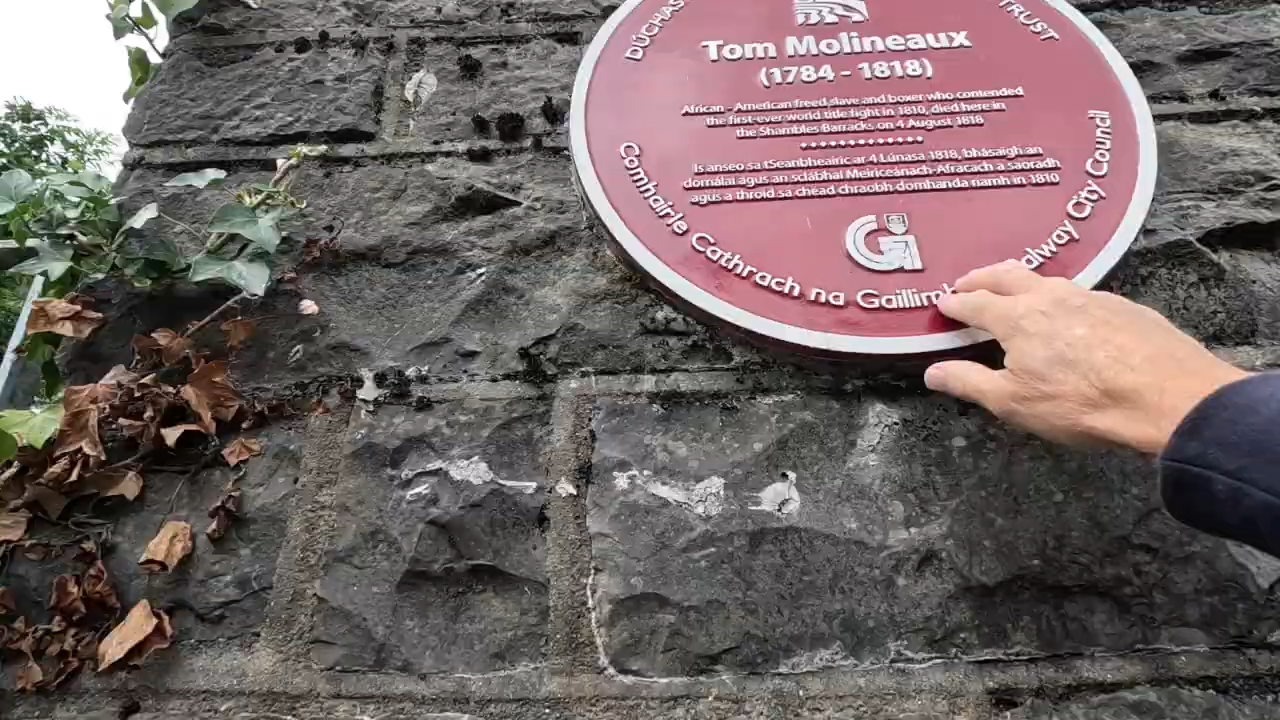 DÚCHAS
TRUST
Tom Molineaux
(1784 - 1818)
African - American freed slave and boxer who contended
the first-ever world title fight in 1810, died here in
the Shambles Barracks on 4 August 1818
Is anseo sa tSeanbheairic ar 4 Lúnasa 1818, bhásaigh an
dornálaí agus an sclábhaí Meiriceánach-Afracach a saoradh
agus a throid sa chéad chraobh domhanda riamh in 1810
G
Comhairle Cathrach na Gaillimh
alway City Council